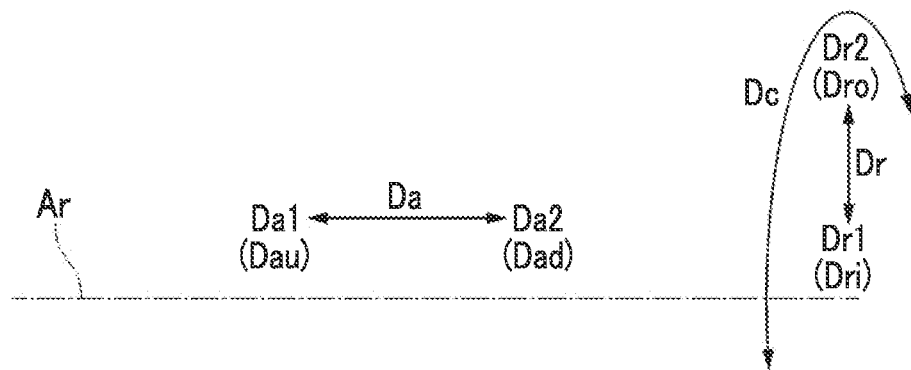 Dr2
(Dro)
Dc
Dr
Ar
Da
Da1
(Dau)
Da2
(Dad)
Dr1
(Dri)